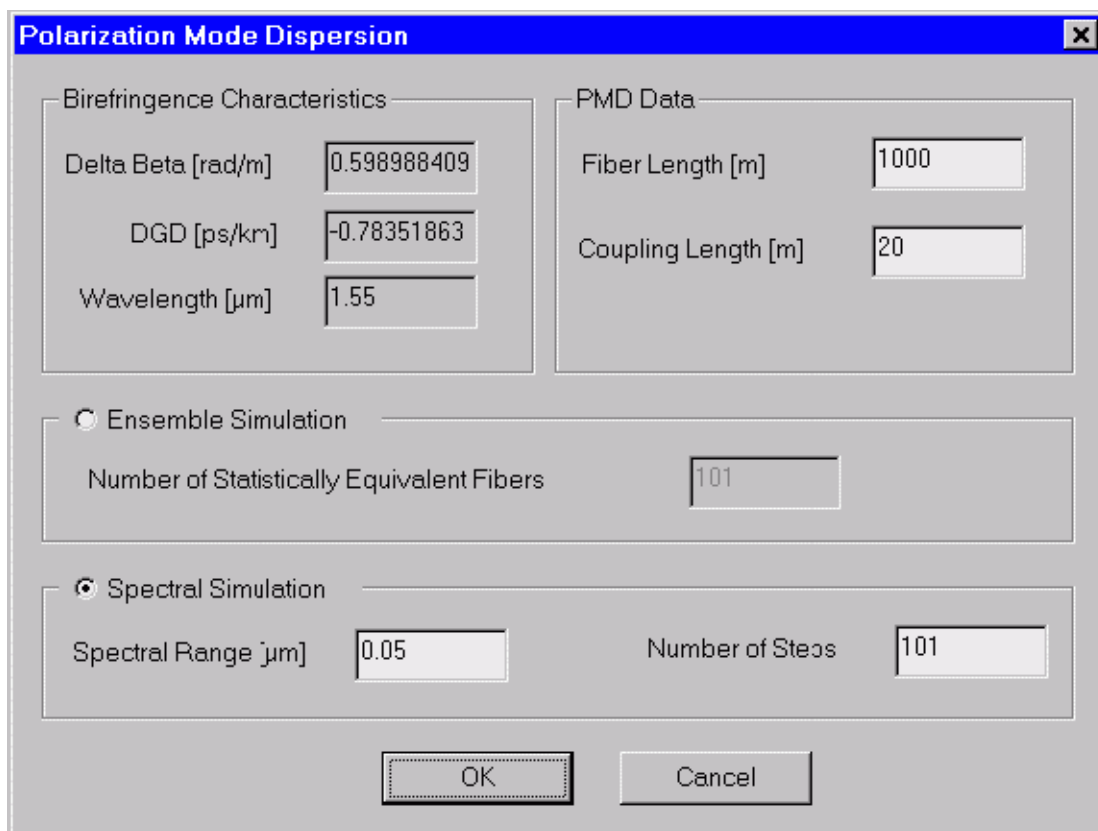 Polarization Mode Dispersion
Birefringence Characteristics
Delta Beta [rad/m] 0.598988409
DGD [ps/km] -0.78351863
Wavelength [µm] 1.55
PMD Data
Fiber Length [m] 1000
Coupling Length [m] 20
Ensemble Simulation
Number of Statistically Equivalent Fibers 101
Spectral Simulation
Spectral Range [µm] 0.05 Number of Steps 101
OK Cancel